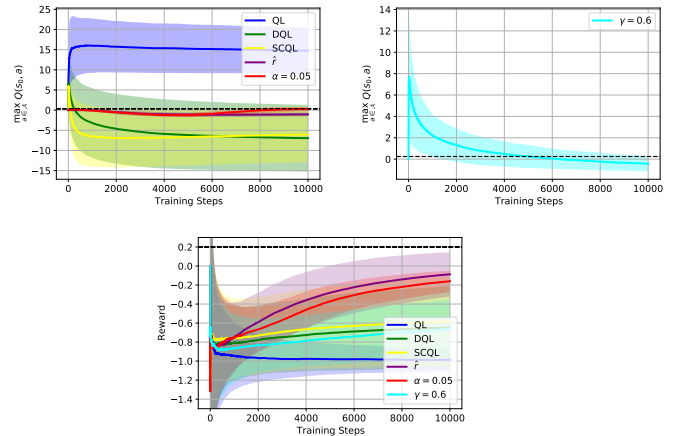 25
20
15
10
5
0
−5
−10
−15
max Q(s₀, a)
a ∈ 𝒜
QL
DQL
SCQL
r̂
α = 0.05
0 2000 4000 6000 8000 10000
Training Steps
14
12
10
8
6
4
2
0
max Q(s₀, a)
a ∈ 𝒜
γ = 0.6
0 2000 4000 6000 8000 10000
Training Steps
0.2
0.0
−0.2
−0.4
−0.6
−0.8
−1.0
−1.2
−1.4
Reward
QL
DQL
SCQL
r̂
α = 0.05
γ = 0.6
0 2000 4000 6000 8000 10000
Training Steps